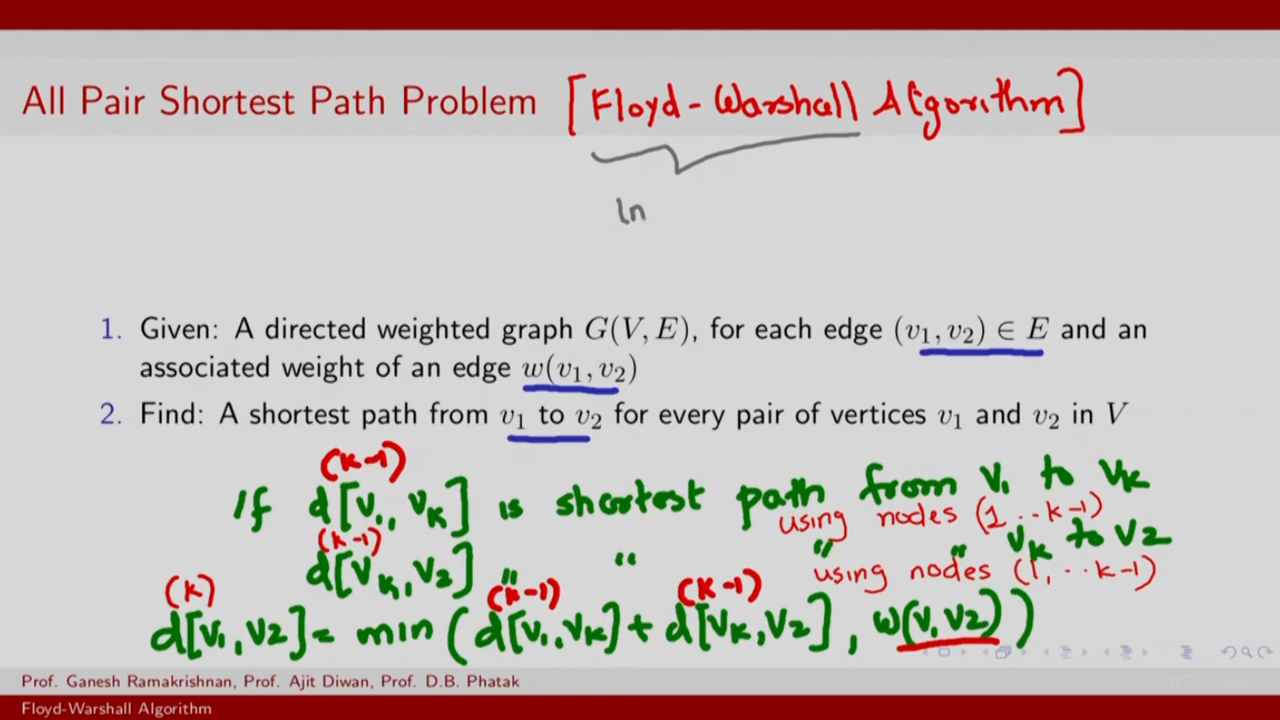 All Pair Shortest Path Problem [Floyd-Warshall Algorithm]
In
1. Given: A directed weighted graph G(V, E), for each edge (v1, v2) ∈ E and an
associated weight of an edge w(v1, v2)
2. Find: A shortest path from v1 to v2 for every pair of vertices v1 and v2 in V
(k-1)
If d[v1, vk] is shortest path from v1 to vk
using nodes (1..k-1)
(k-1)
d[vk, v2] " " " " vk to v2
using nodes (1,..k-1)
(k) (k-1) (k-1)
d[v1, v2] = min (d[v1, vk] + d[vk, v2], w(v1, v2))
Prof. Ganesh Ramakrishnan, Prof. Ajit Diwan, Prof. D.B. Phatak
Floyd-Warshall Algorithm